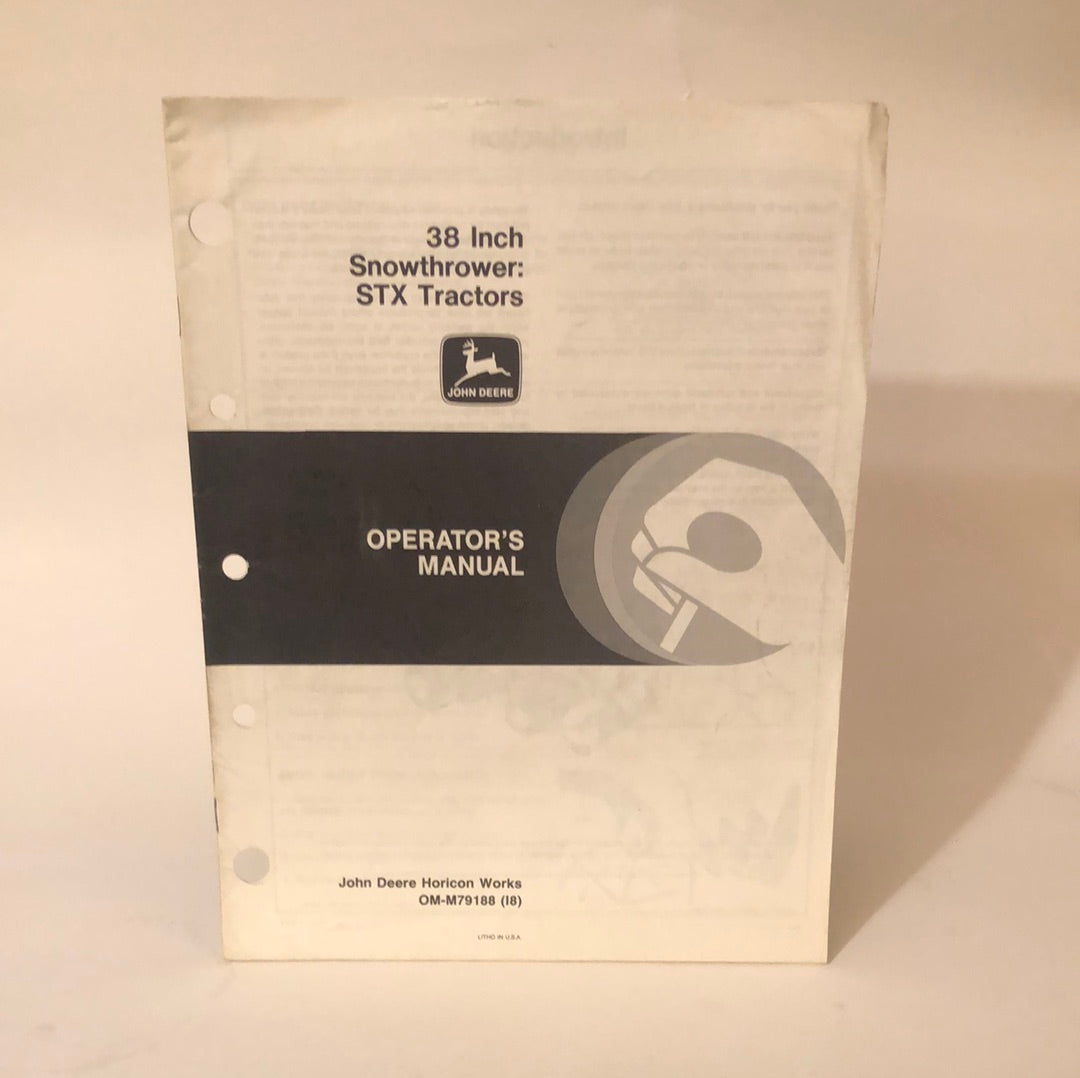 38 Inch
Snowthrower:
STX Tractors
JOHN DEERE
OPERATOR'S
MANUAL
John Deere Horicon Works
OM-M79188 (I8)
LITHO IN U.S.A.